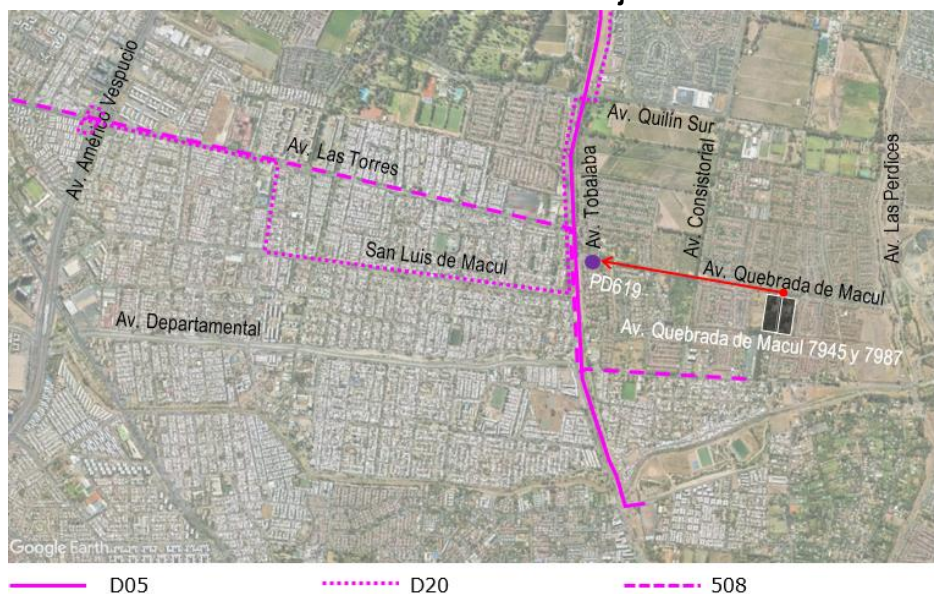 Av. Américo Vespucio
Av. Las Torres
Av. Quilín Sur
Av. Tobalaba
Av. Consistorial
Av. Las Perdices
San Luis de Macul
Av. Quebrada de Macul
PD619
Av. Departamental
Av. Quebrada de Macul 7945 y 7987
Google Earth
D05
D20
508